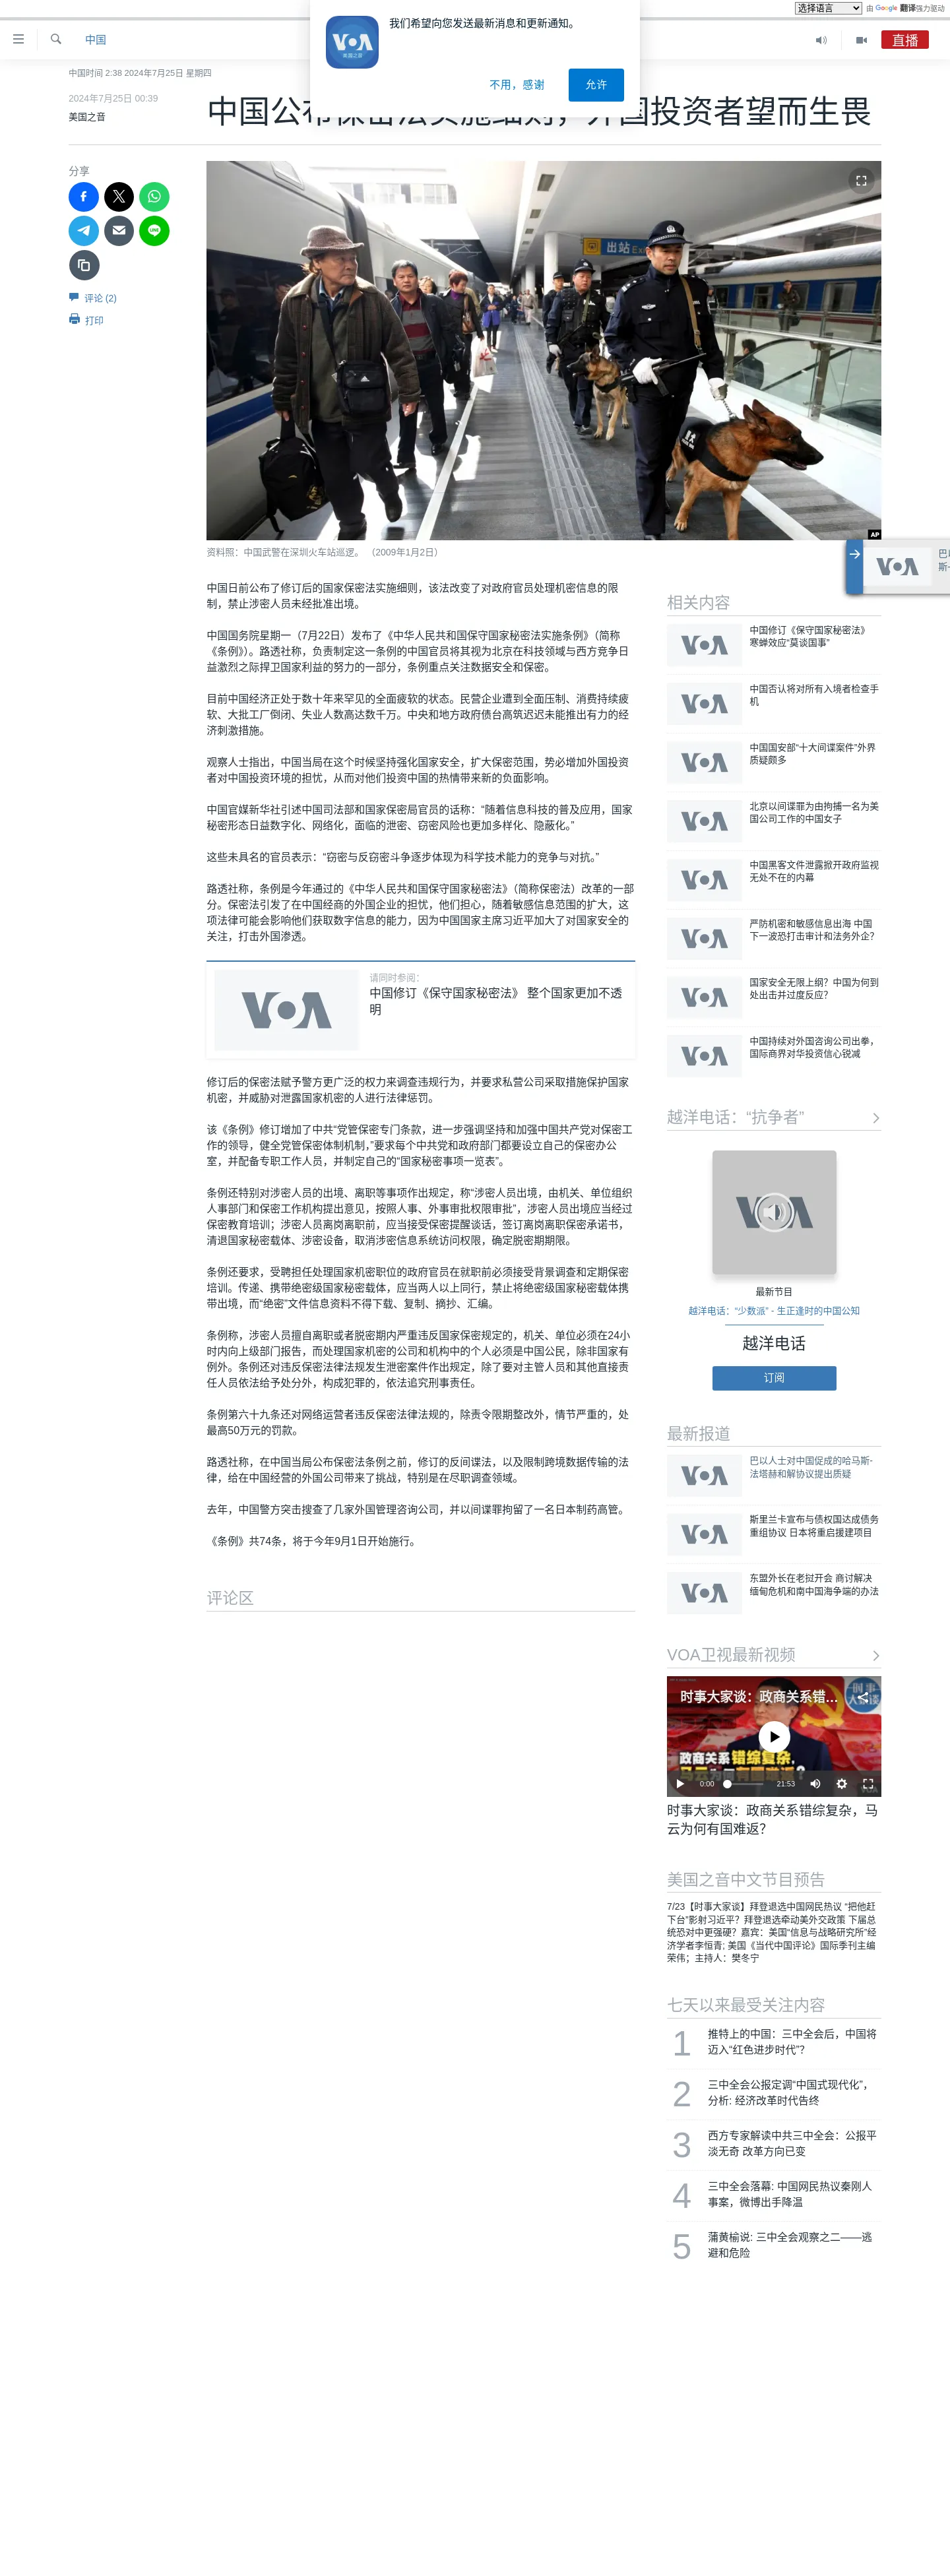 选择语言
由 Google 翻译强力驱动
我们希望向您发送最新消息和更新通知。
VOA
美国之音
不用，感谢
允许
中国
直播
中国时间 2:38 2024年7月25日 星期四
2024年7月25日 00:39
美国之音
中国公布保密法实施细则，外国投资者望而生畏
分享
评论 (2)
打印
出站 Exit
AP
资料照：中国武警在深圳火车站巡逻。 （2009年1月2日）
中国日前公布了修订后的国家保密法实施细则，该法改变了对政府官员处理机密信息的限
制，禁止涉密人员未经批准出境。
中国国务院星期一（7月22日）发布了《中华人民共和国保守国家秘密法实施条例》（简称
《条例》）。路透社称，负责制定这一条例的中国官员将其视为北京在科技领域与西方竞争日
益激烈之际捍卫国家利益的努力的一部分，条例重点关注数据安全和保密。
目前中国经济正处于数十年来罕见的全面疲软的状态。民营企业遭到全面压制、消费持续疲
软、大批工厂倒闭、失业人数高达数千万。中央和地方政府债台高筑迟迟未能推出有力的经
济刺激措施。
观察人士指出，中国当局在这个时候坚持强化国家安全，扩大保密范围，势必增加外国投资
者对中国投资环境的担忧，从而对他们投资中国的热情带来新的负面影响。
中国官媒新华社引述中国司法部和国家保密局官员的话称：“随着信息科技的普及应用，国家
秘密形态日益数字化、网络化，面临的泄密、窃密风险也更加多样化、隐蔽化。”
这些未具名的官员表示：“窃密与反窃密斗争逐步体现为科学技术能力的竞争与对抗。”
路透社称，条例是今年通过的《中华人民共和国保守国家秘密法》（简称保密法）改革的一部
分。保密法引发了在中国经商的外国企业的担忧，他们担心，随着敏感信息范围的扩大，这
项法律可能会影响他们获取数字信息的能力，因为中国国家主席习近平加大了对国家安全的
关注，打击外国渗透。
VOA
请同时参阅：
中国修订《保守国家秘密法》 整个国家更加不透
明
修订后的保密法赋予警方更广泛的权力来调查违规行为，并要求私营公司采取措施保护国家
机密，并威胁对泄露国家机密的人进行法律惩罚。
该《条例》修订增加了中共“党管保密专门条款，进一步强调坚持和加强中国共产党对保密工
作的领导，健全党管保密体制机制，”要求每个中共党和政府部门都要设立自己的保密办公
室，并配备专职工作人员，并制定自己的“国家秘密事项一览表”。
条例还特别对涉密人员的出境、离职等事项作出规定，称“涉密人员出境，由机关、单位组织
人事部门和保密工作机构提出意见，按照人事、外事审批权限审批”，涉密人员出境应当经过
保密教育培训；涉密人员离岗离职前，应当接受保密提醒谈话，签订离岗离职保密承诺书，
清退国家秘密载体、涉密设备，取消涉密信息系统访问权限，确定脱密期期限。
条例还要求，受聘担任处理国家机密职位的政府官员在就职前必须接受背景调查和定期保密
培训。传递、携带绝密级国家秘密载体，应当两人以上同行，禁止将绝密级国家秘密载体携
带出境，而“绝密”文件信息资料不得下载、复制、摘抄、汇编。
条例称，涉密人员擅自离职或者脱密期内严重违反国家保密规定的，机关、单位必须在24小
时内向上级部门报告，而处理国家机密的公司和机构中的个人必须是中国公民，除非国家有
例外。条例还对违反保密法律法规发生泄密案件作出规定，除了要对主管人员和其他直接责
任人员依法给予处分外，构成犯罪的，依法追究刑事责任。
条例第六十九条还对网络运营者违反保密法律法规的，除责令限期整改外，情节严重的，处
最高50万元的罚款。
路透社称，在中国当局公布保密法条例之前，修订的反间谍法，以及限制跨境数据传输的法
律，给在中国经营的外国公司带来了挑战，特别是在尽职调查领域。
去年，中国警方突击搜查了几家外国管理咨询公司，并以间谍罪拘留了一名日本制药高管。
《条例》共74条，将于今年9月1日开始施行。
评论区
VOA
相关内容
VOA
中国修订《保守国家秘密法》
寒蝉效应“莫谈国事”
VOA
中国否认将对所有入境者检查手
机
VOA
中国国安部“十大间谍案件”外界
质疑颇多
VOA
北京以间谍罪为由拘捕一名为美
国公司工作的中国女子
VOA
中国黑客文件泄露掀开政府监视
无处不在的内幕
VOA
严防机密和敏感信息出海 中国
下一波恐打击审计和法务外企？
VOA
国家安全无限上纲？中国为何到
处出击并过度反应？
VOA
中国持续对外国咨询公司出拳，
国际商界对华投资信心锐减
越洋电话：“抗争者”
VOA
最新节目
越洋电话：“少数派” - 生正逢时的中国公知
越洋电话
订阅
最新报道
VOA
巴以人士对中国促成的哈马斯-
法塔赫和解协议提出质疑
VOA
斯里兰卡宣布与债权国达成债务
重组协议 日本将重启援建项目
VOA
东盟外长在老挝开会 商讨解决
缅甸危机和南中国海争端的办法
VOA卫视最新视频
时事大家谈：政商关系错…
政商关系错综复杂，
马云为何有国难返？
0:00
21:53
时事大家谈：政商关系错综复杂，马
云为何有国难返？
美国之音中文节目预告
7/23【时事大家谈】拜登退选中国网民热议 “把他赶
下台”影射习近平？拜登退选牵动美外交政策 下届总
统恐对中更强硬？嘉宾：美国“信息与战略研究所”经
济学者李恒青; 美国《当代中国评论》国际季刊主编
荣伟；主持人：樊冬宁
七天以来最受关注内容
1
推特上的中国：三中全会后，中国将
迈入“红色进步时代”？
2
三中全会公报定调“中国式现代化”，
分析: 经济改革时代告终
3
西方专家解读中共三中全会：公报平
淡无奇 改革方向已变
4
三中全会落幕: 中国网民热议秦刚人
事案，微博出手降温
5
蒲黄榆说: 三中全会观察之二——逃
避和危险